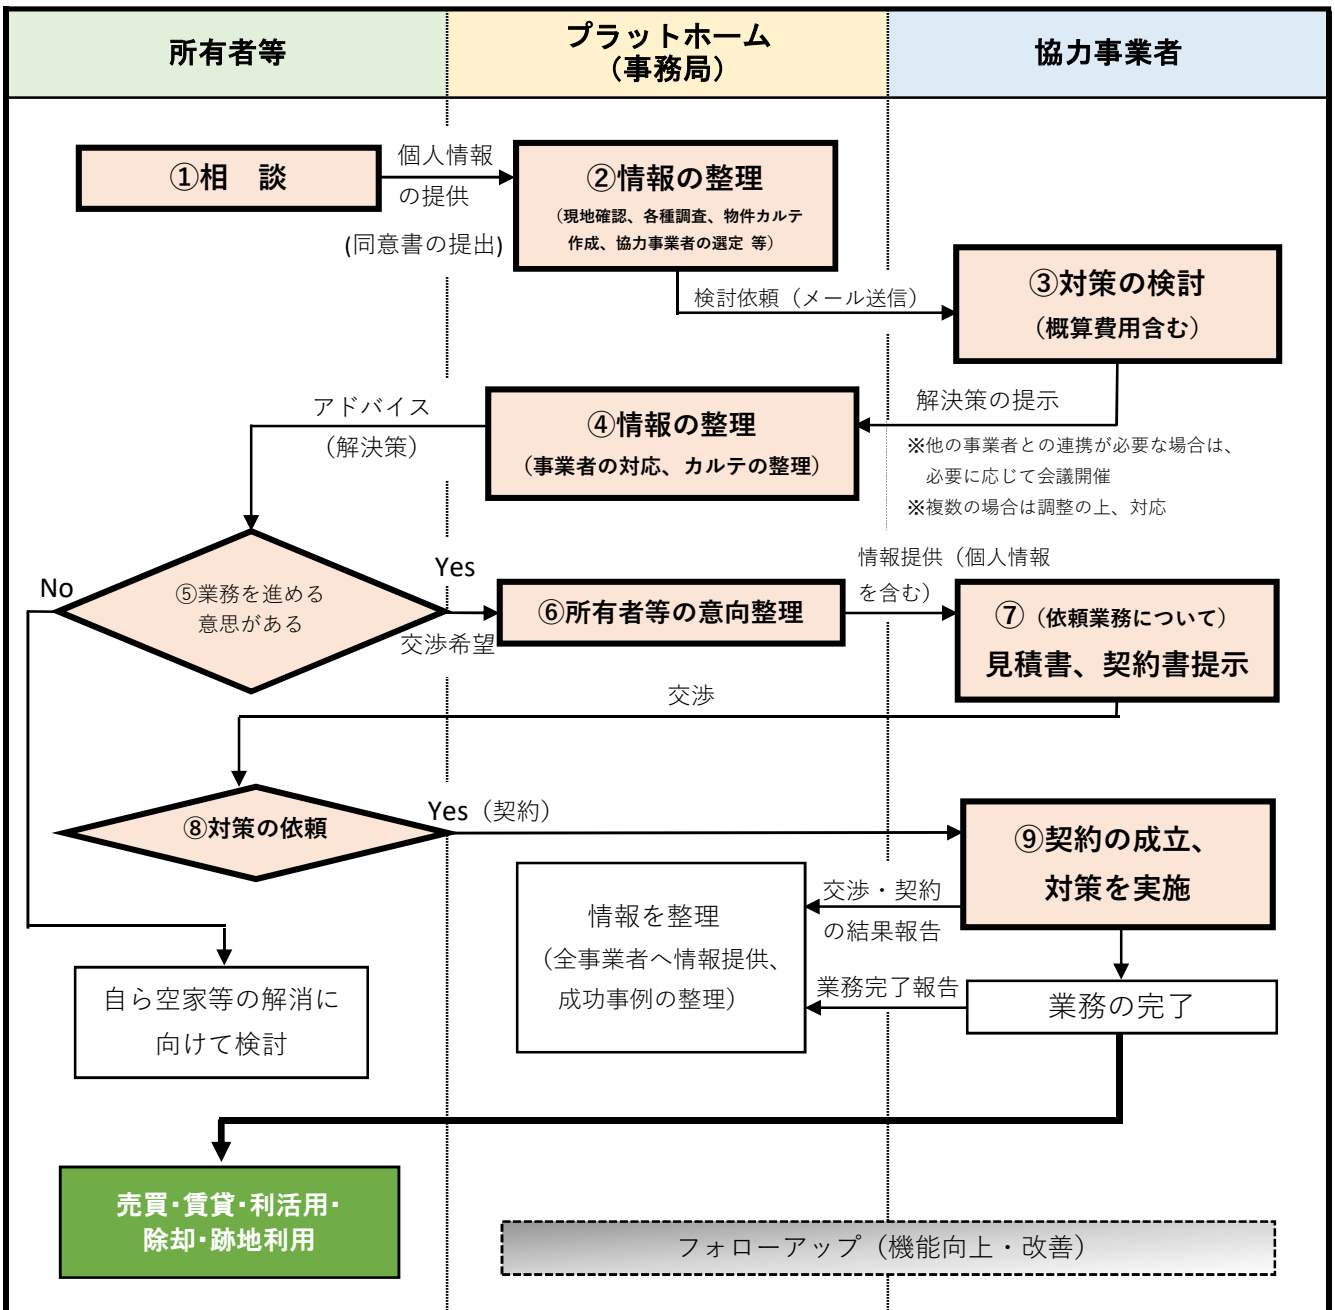 所有者等
プラットホーム
（事務局）
協力事業者
①相　談
個人情報
の提供
(同意書の提出)
②情報の整理
（現地確認、各種調査、物件カルテ
作成、協力事業者の選定 等）
検討依頼（メール送信）
③対策の検討
（概算費用含む）
解決策の提示
※他の事業者との連携が必要な場合は、
必要に応じて会議開催
※複数の場合は調整の上、対応
④情報の整理
（事業者の対応、カルテの整理）
アドバイス
（解決策）
⑤業務を進める
意思がある
No
Yes
交渉希望
⑥所有者等の意向整理
情報提供（個人情報
を含む）
⑦（依頼業務について）
見積書、契約書提示
交渉
⑧対策の依頼
Yes（契約）
⑨契約の成立、
対策を実施
交渉・契約
の結果報告
情報を整理
（全事業者へ情報提供、
成功事例の整理）
業務完了報告
業務の完了
自ら空家等の解消に
向けて検討
売買・賃貸・利活用・
除却・跡地利用
フォローアップ（機能向上・改善）